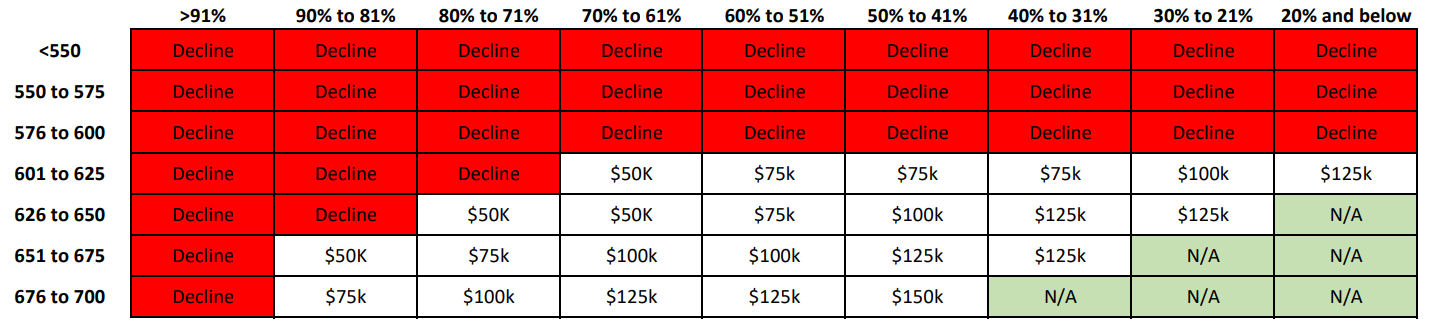 >91% 90% to 81% 80% to 71% 70% to 61% 60% to 51% 50% to 41% 40% to 31% 30% to 21% 20% and below
<550 Decline Decline Decline Decline Decline Decline Decline Decline Decline
550 to 575 Decline Decline Decline Decline Decline Decline Decline Decline Decline
576 to 600 Decline Decline Decline Decline Decline Decline Decline Decline Decline
601 to 625 Decline Decline Decline $50K $75k $75k $75k $100k $125k
626 to 650 Decline Decline $50K $50K $75k $100k $125k $125k N/A
651 to 675 Decline $50K $75k $100k $100k $125k $125k N/A N/A
676 to 700 Decline $75k $100k $125k $125k $150k N/A N/A N/A